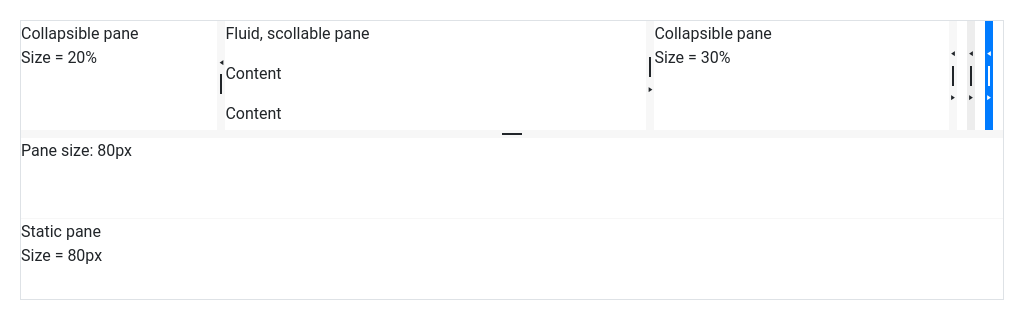 Collapsible pane
Size = 20%
Fluid, scollable pane
Content
Content
Collapsible pane
Size = 30%
Pane size: 80px
Static pane
Size = 80px